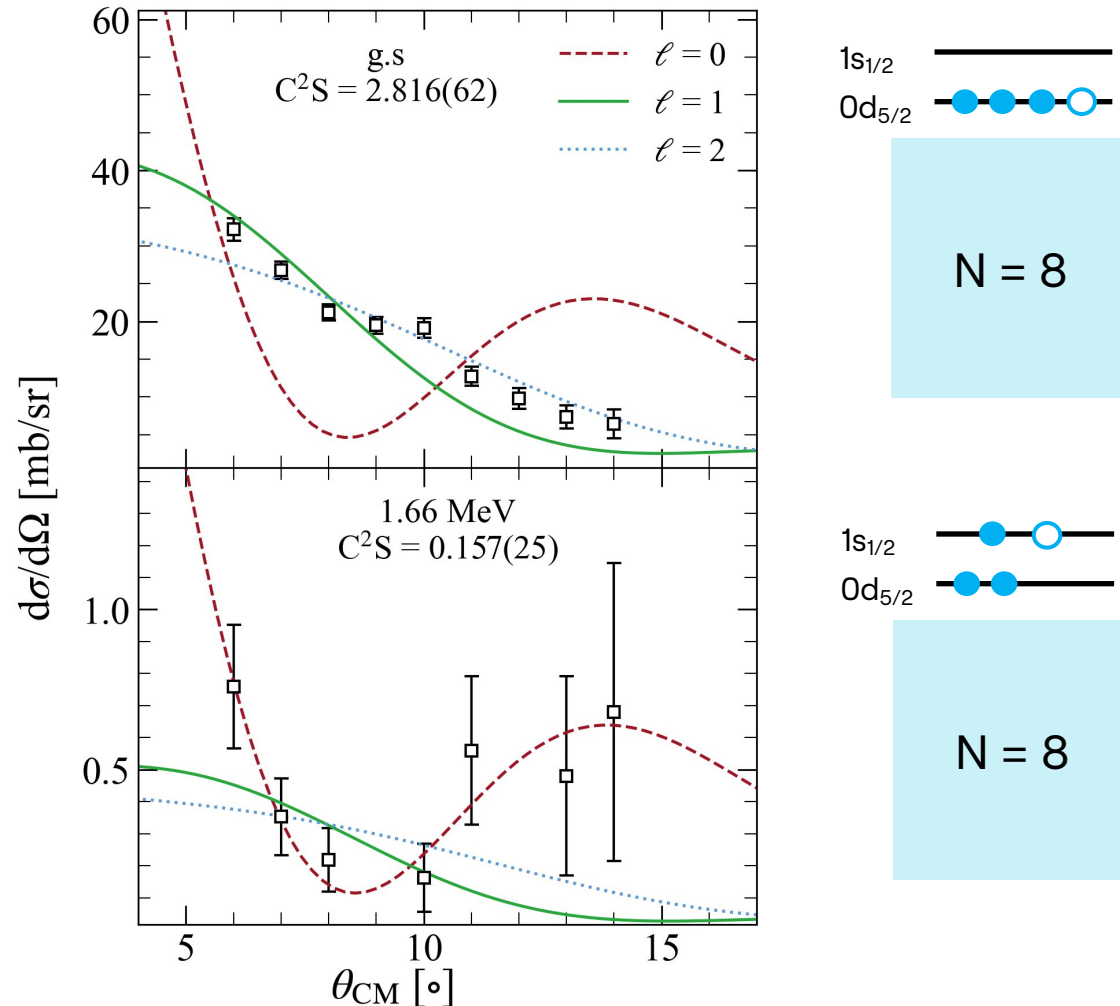 g.s
C²S = 2.816(62)
ℓ = 0
ℓ = 1
ℓ = 2
60
40
20
1.66 MeV
C²S = 0.157(25)
1.0
0.5
5
10
15
dσ/dΩ [mb/sr]
θCM [∘]
1s1/2
0d5/2
N = 8
1s1/2
0d5/2
N = 8